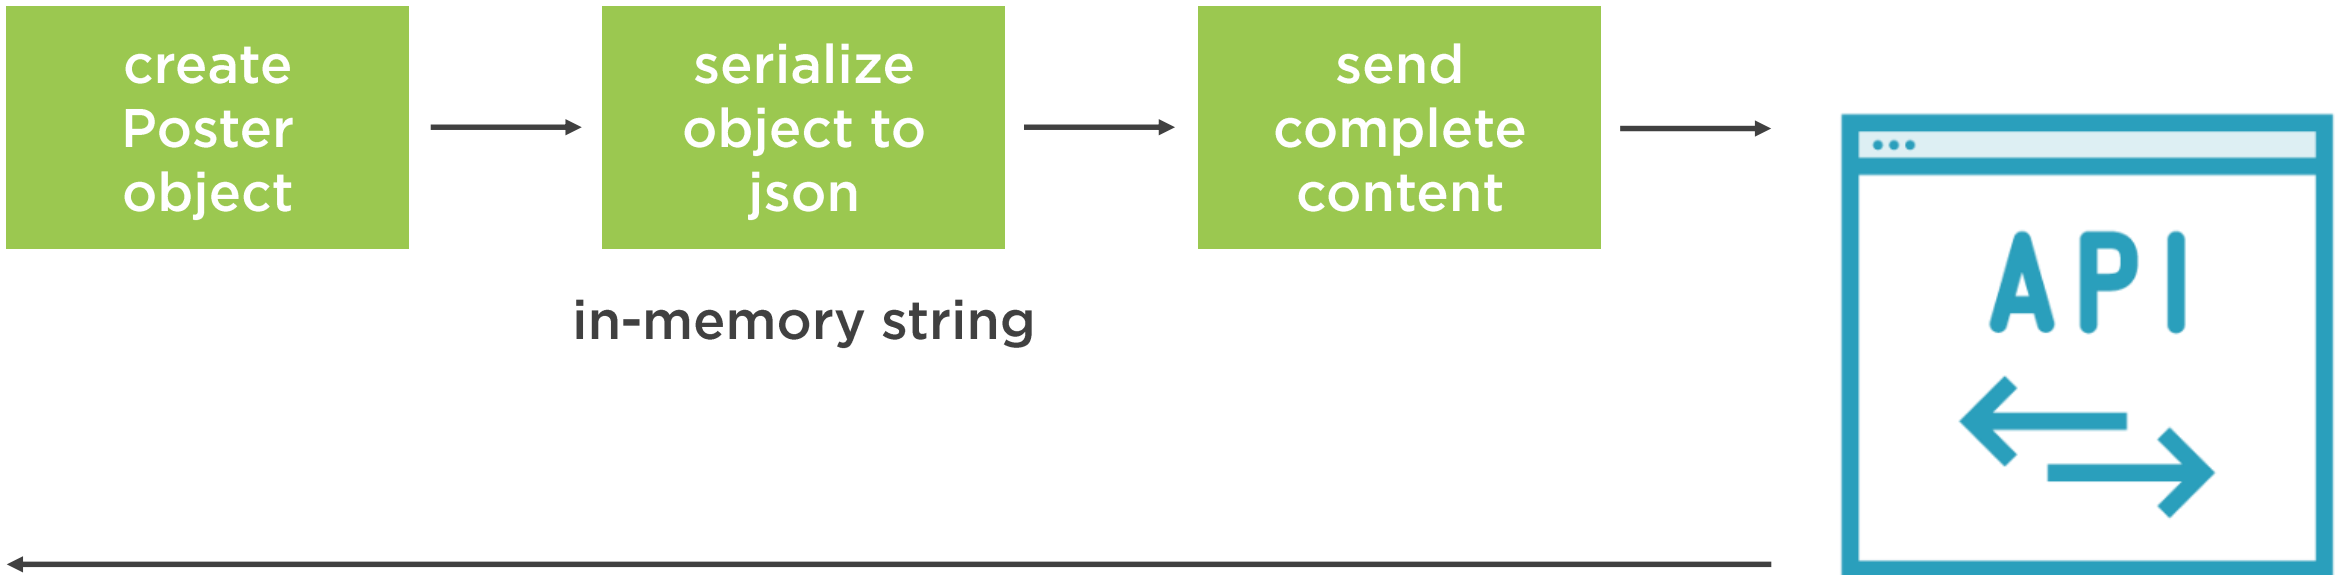 create
Poster
object
serialize
object to
json
send
complete
content
in-memory string
API